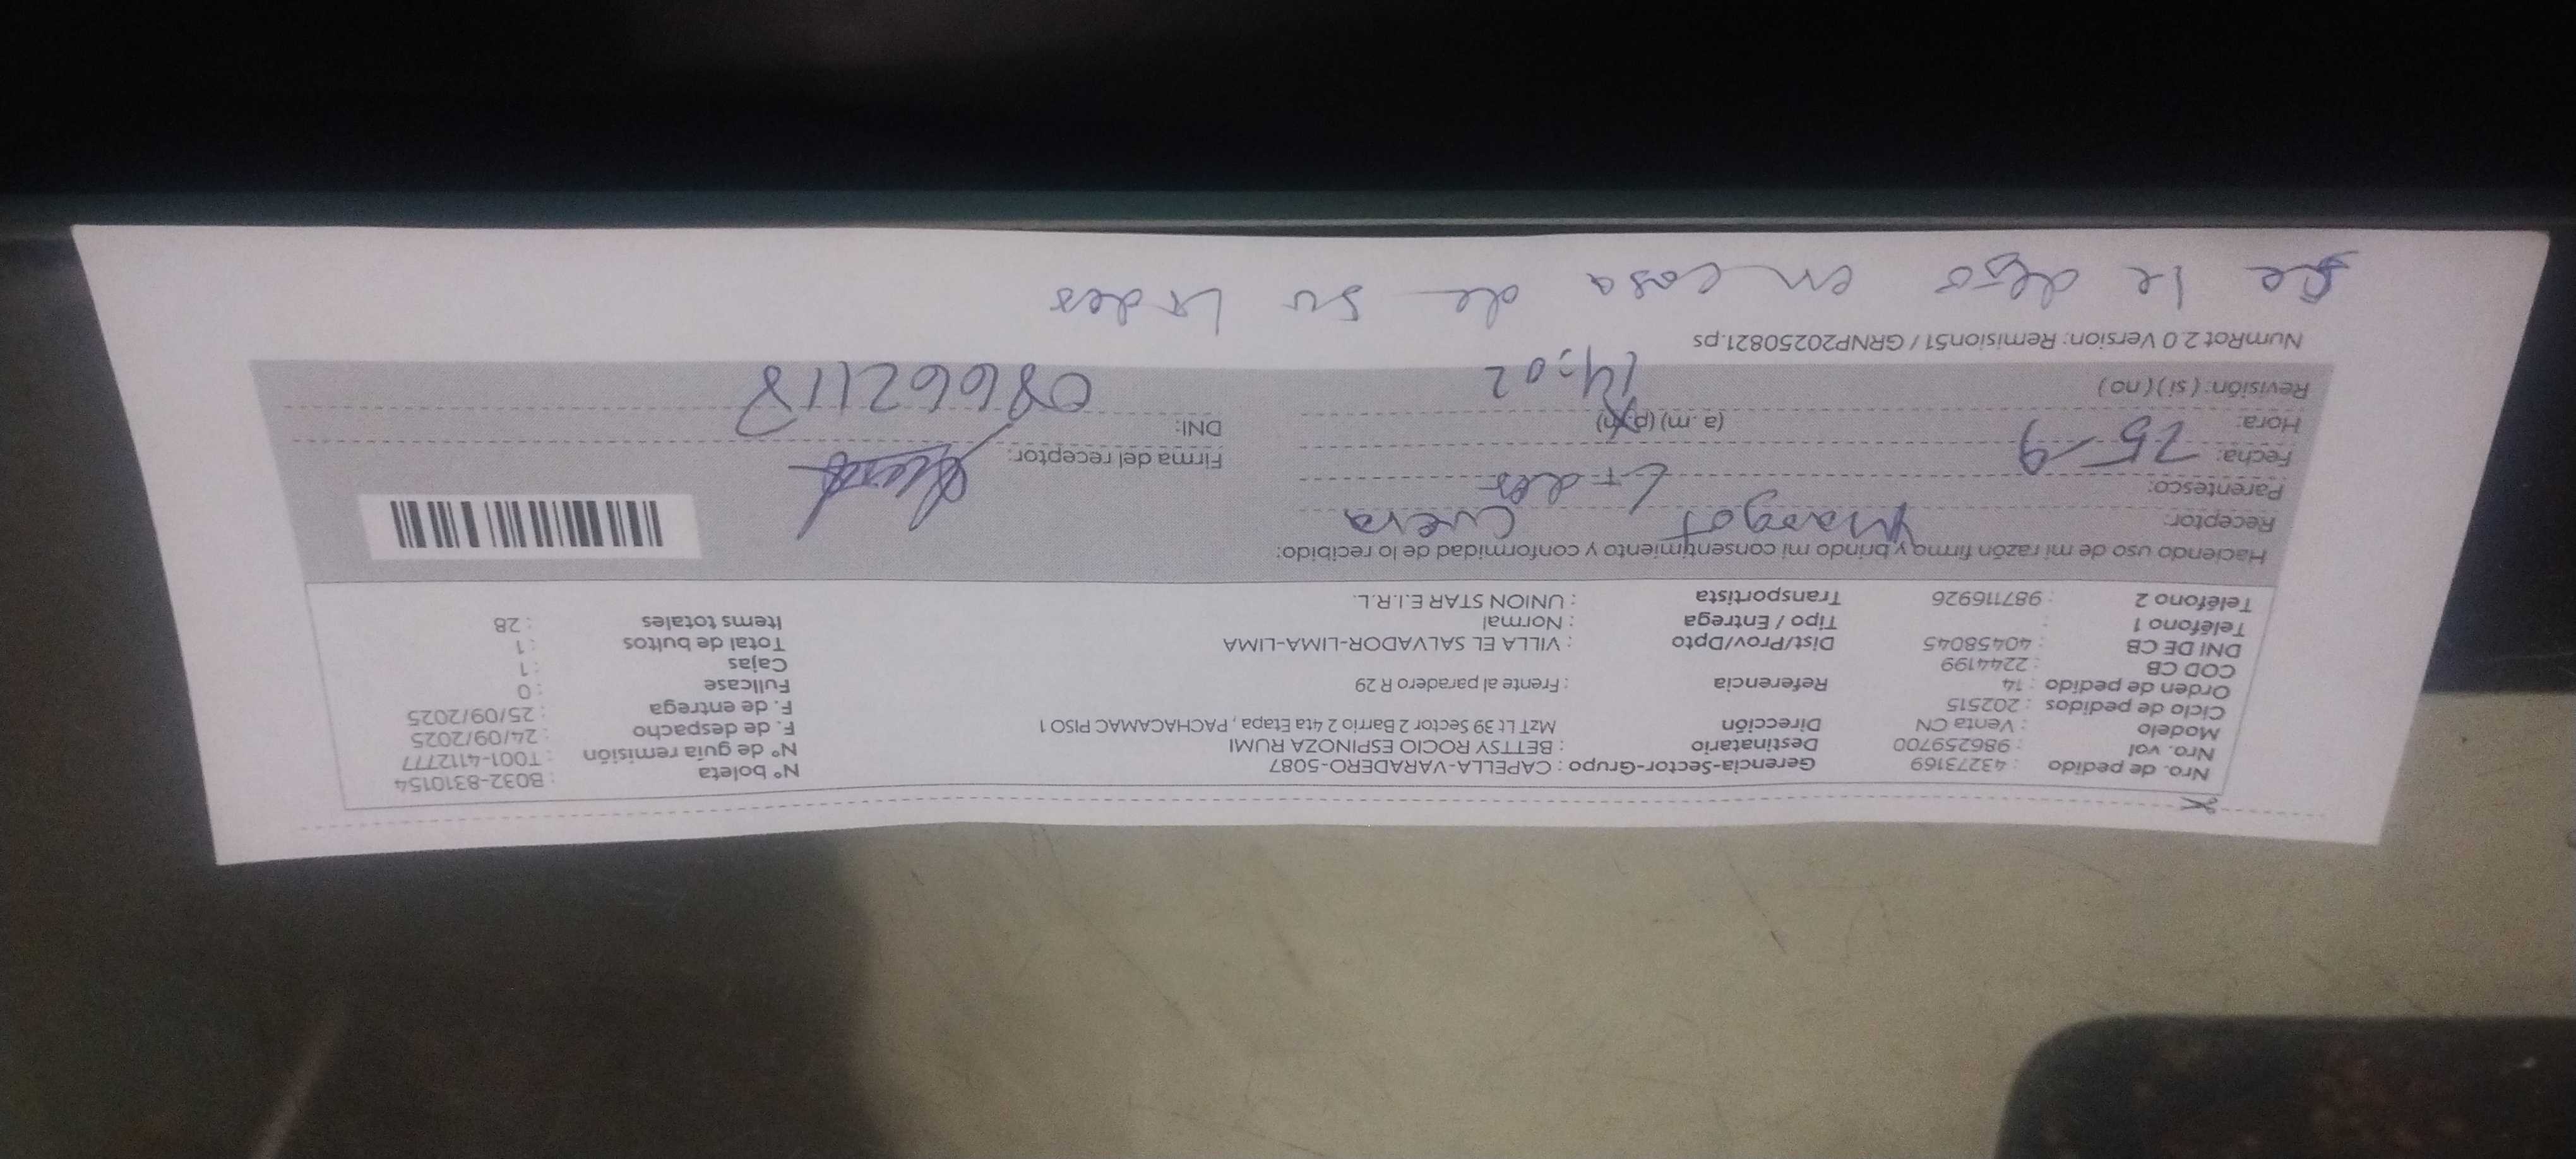 Nro. de pedido : 43273169 Gerencia-Sector-Grupo : CAPELLA-VARADERO-5087 N° boleta : B032-8310154
Nro. vol : 986259700 Destinatario : BETTSY ROCIO ESPINOZA RUMI N° de guía remisión : T001-4112777
Modelo : Venta CN Dirección MzT Lt 39 Sector 2 Barrio 2 4ta Etapa , PACHACAMAC PISO 1 F. de despacho : 24/09/2025
Ciclo de pedidos : 202515 F. de entrega : 25/09/2025
Orden de pedido : 14 Referencia : Frente al paradero R 29 Fullcase : 0
COD CB : 2244199 Cajas : 1
DNI DE CB : 40458045 Dist/Prov/Dpto : VILLA EL SALVADOR-LIMA-LIMA Total de bultos : 1
Teléfono 1 : Tipo / Entrega : Normal Items totales : 28
Teléfono 2 : 987116926 Transportista : UNION STAR E.I.R.L.
Haciendo uso de mi razón firma y brindo mi consentimiento y conformidad de lo recibido:
Receptor: Margot Cueva
Parentesco: Lider
Fecha: 25-9 Firma del receptor:
Hora: (a. m) (p. m) 14:02 DNI: 08662118
Revisión: ( si ) ( no )
NumRot 2.0 Version: Remision51 / GRNP20250821.ps
Se le dejo en casa de su Lider